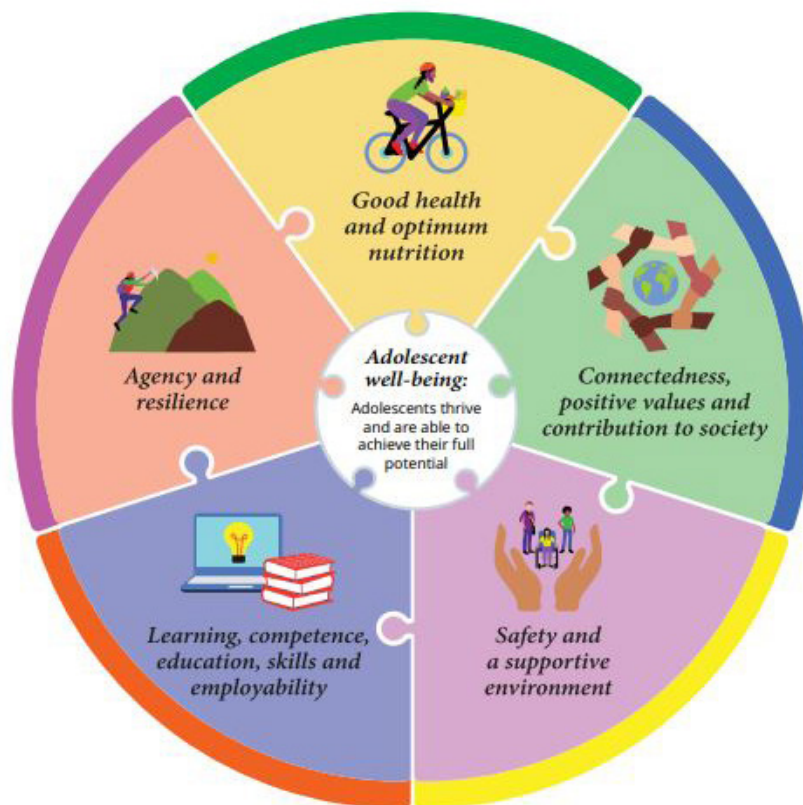 Good health
and optimum
nutrition
Connectedness,
positive values and
contribution to society
Safety and
a supportive
environment
Learning, competence,
education, skills and
employability
Agency and
resilience
Adolescent
well-being:
Adolescents thrive
and are able to
achieve their full
potential